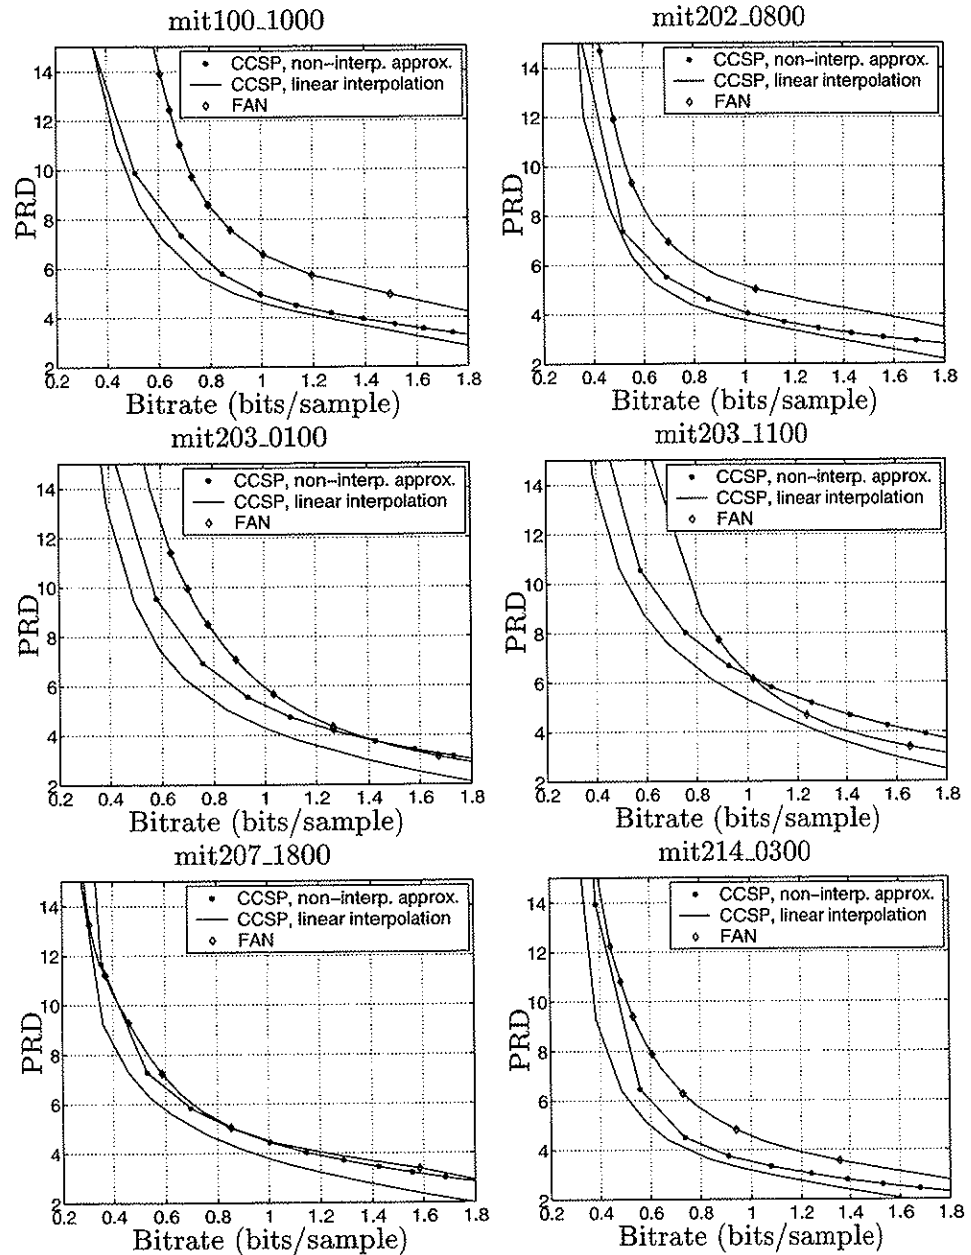 mit100_1000
CCSP, non-interp. approx.
CCSP, linear interpolation
FAN
14
12
10
8
6
4
2
PRD
0.2 0.4 0.6 0.8 1 1.2 1.4 1.6 1.8
Bitrate (bits/sample)
mit202_0800
CCSP, non-interp. approx.
CCSP, linear interpolation
FAN
14
12
10
8
6
4
2
PRD
0.2 0.4 0.6 0.8 1 1.2 1.4 1.6 1.8
Bitrate (bits/sample)
mit203_0100
CCSP, non-interp. approx.
CCSP, linear interpolation
FAN
14
12
10
8
6
4
2
PRD
0.2 0.4 0.6 0.8 1 1.2 1.4 1.6 1.8
Bitrate (bits/sample)
mit203_1100
CCSP, non-interp. approx.
CCSP, linear interpolation
FAN
14
12
10
8
6
4
2
PRD
0.2 0.4 0.6 0.8 1 1.2 1.4 1.6 1.8
Bitrate (bits/sample)
mit207_1800
CCSP, non-interp. approx.
CCSP, linear interpolation
FAN
14
12
10
8
6
4
2
PRD
0.2 0.4 0.6 0.8 1 1.2 1.4 1.6 1.8
Bitrate (bits/sample)
mit214_0300
CCSP, non-interp. approx.
CCSP, linear interpolation
FAN
14
12
10
8
6
4
2
PRD
0.2 0.4 0.6 0.8 1 1.2 1.4 1.6 1.8
Bitrate (bits/sample)